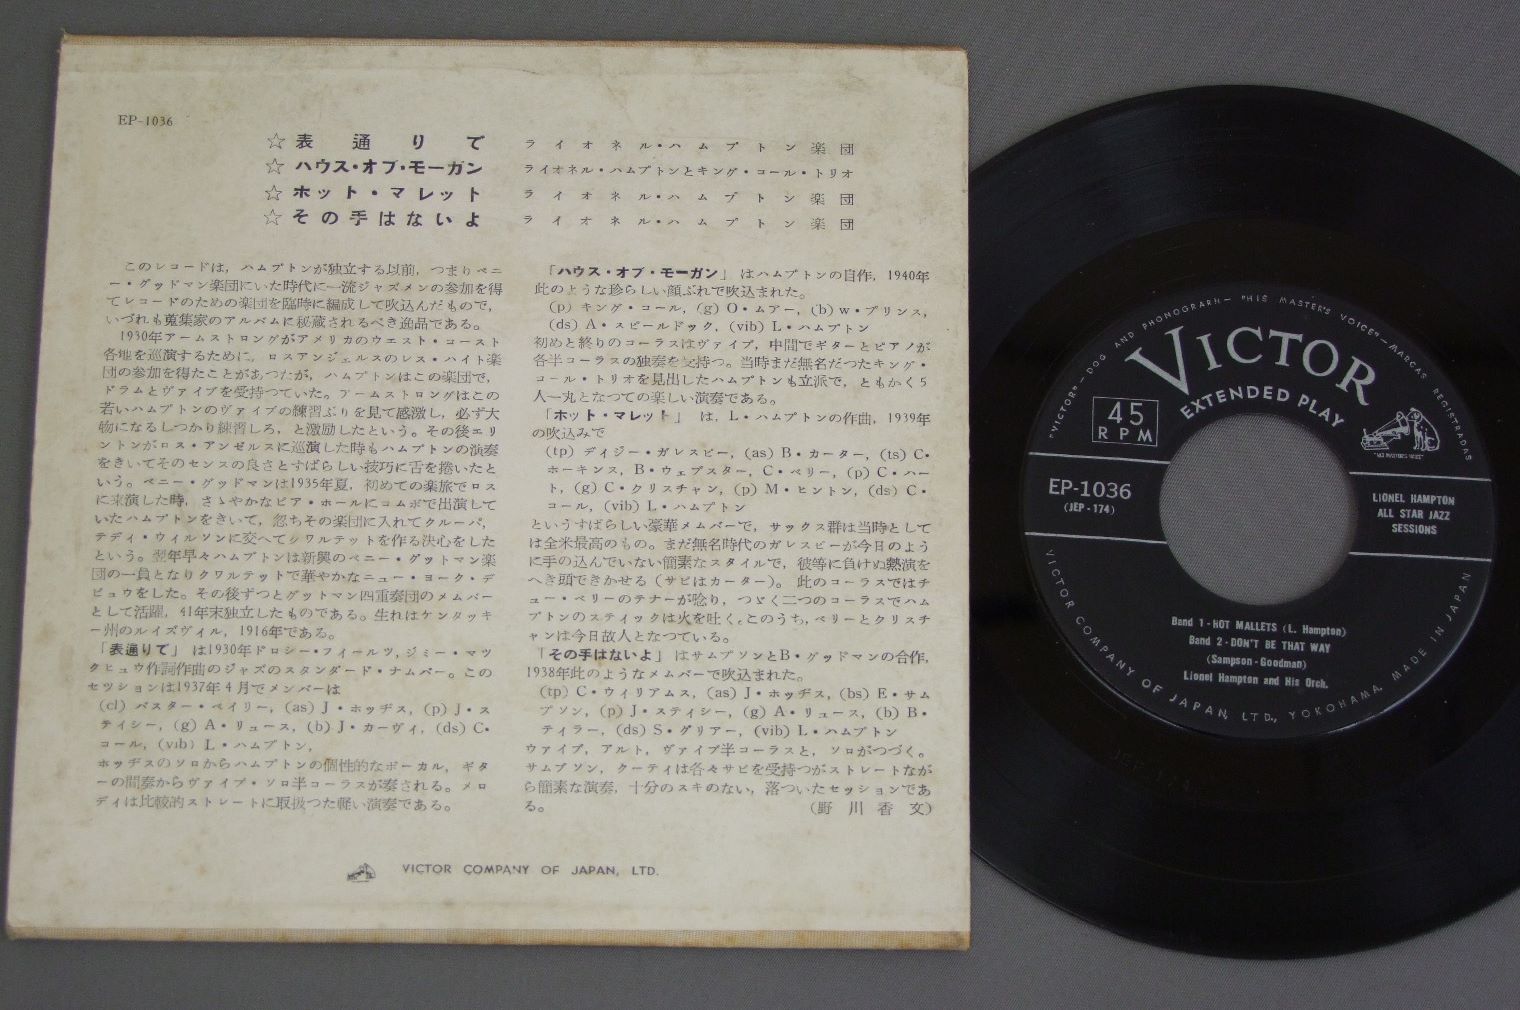 EP-1036
☆ 表通りで ライオネル・ハムプトン楽団
☆ ハウス・オブ・モーガン ライオネル・ハムプトンとキング・コール・トリオ
☆ ホット・マレット ライオネル・ハムプトン楽団
☆ その手はないよ ライオネル・ハムプトン楽団
このレコードは，ハムプトンが独立する以前，つまりベニ
ー・グッドマン楽団にいた時代に一流ジャズメンの参加を得
てレコードのための楽団を臨時に編成して吹込んだもので，
いづれも蒐集家のアルバムに秘蔵されるべき逸品である。
1930年アームストロングがアメリカのウエスト・コースト
各地を巡演するために，ロスアンジェルスのレス・ハイト楽
団の参加を得たことがあつたが，ハムプトンはこの楽団で，
ドラムとヴァイブを受持つていた。アームストロングはこの
若いハムプトンのヴァイブの練習ぶりを見て感激し，必ず大
物になるしつかり練習しろ，と激励したという。その後エリ
ントンがロス・アンゼルスに巡演した時もハムプトンの演奏
をきいてそのセンスの良さとすばらしい技巧に舌を捲いたと
いう。ベニー・グッドマンは1935年夏，初めての楽旅でロス
に来演した時，さゝやかなビア・ホールにコムボで出演して
いたハムプトンをきいて，忽ちその楽団に入れてクルーパ，
テディ・ウイルソンに交へてクワルテットを作る決心をした
という。翌年早々ハムプトンは新興のベニー・グットマン楽
団の一員となりクワルテットで華やかなニュー・ヨーク・デ
ビュウをした。その後ずつとグットマン四重奏団のメムバー
として活躍，41年末独立したものである。生れはケンタッキ
ー州のルイズヴィル，1916年である。
「表通りで」は1930年ドロシー・フィールヅ，ジミー・マツ
クヒュウ作詞作曲のジャズのスタンダード・ナムバー。この
セツションは1937年4月でメンバーは
(cl) バスター・ベイリー，(as) J・ホッヂス，(p) J・ス
テイシー，(g) A・リュース，(b) J・カーヴィ，(ds) C・
コール，(vib) L・ハムプトン，
ホッヂスのソロからハムプトンの個性的なボーカル，ギタ
ーの間奏からヴァイブ・ソロ半コーラスが奏される。メロ
ディは比較的ストレートに取扱つた軽い演奏である。
「ハウス・オブ・モーガン」はハムプトンの自作，1940年
此のような珍らしい顔ぶれで吹込まれた。
(p) キング・コール，(g) O・ムアー，(b) w・プリンス，
(ds) A・スピールドック，(vib) L・ハムプトン
初めと終りのコーラスはヴァイブ，中間でギターとピアノが
各半コーラスの独奏を受持つ。当時まだ無名だつたキング・
コール・トリオを見出したハムプトンも立派で，ともかく5
人一丸となつての楽しい演奏である。
「ホット・マレット」は，L・ハムプトンの作曲，1939年
の吹込みで
(tp) デイジー・ガレスビー，(as) B・カーター，(ts) C・
ホーキンス，B・ウェブスター，C・ベリー，(p) C・ハー
ト，(g) C・クリスチャン，(p) M・ヒントン，(ds) C・
コール，(vib) L・ハムプトン
というすばらしい豪華メムバーで，サックス群は当時として
は全米最高のもの。まだ無名時代のガレスビーが今日のよう
に手の込んでいない簡素なスタイルで，彼等に負けぬ熱演を
へき頭できかせる（サビはカーター）。此のコーラスではチ
ュー・ベリーのテナーが唸り，つゞく二つのコーラスでハム
プトンのスティックは火を吐く。このうち，ベリーとクリスチ
ャンは今日故人となつている。
「その手はないよ」はサムプソンとB・グッドマンの合作，
1938年此のようなメムバーで吹込まれた。
(tp) C・ウィリアムス，(as) J・ホッヂス，(bs) E・サム
プソン，(p) J・ステイシー，(g) A・リュース，(b) B・
テイラー，(ds) S・グリアー，(vib) L・ハムプトン
ヴァイブ，アルト，ヴァイブ半コーラスと，ソロがつづく。
サムプソン，クーティは各々サビを受持つがストレートなが
ら簡素な演奏，十分のスキのない，落ついたセッションであ
る。 （野川香文）
VICTOR COMPANY OF JAPAN, LTD.
"VICTOR" — DOG AND PHONOGRAPH — "HIS MASTER'S VOICE" — MARCAS REGISTRADAS
VICTOR
EXTENDED PLAY
45
RPM
"HIS MASTER'S VOICE"
EP-1036
(JEP-174)
LIONEL HAMPTON
ALL STAR JAZZ
SESSIONS
Band 1 - HOT MALLETS (L. Hampton)
Band 2 - DON'T BE THAT WAY
(Sampson-Goodman)
Lionel Hampton and His Orch.
VICTOR COMPANY OF JAPAN, LTD., YOKOHAMA, MADE IN JAPAN